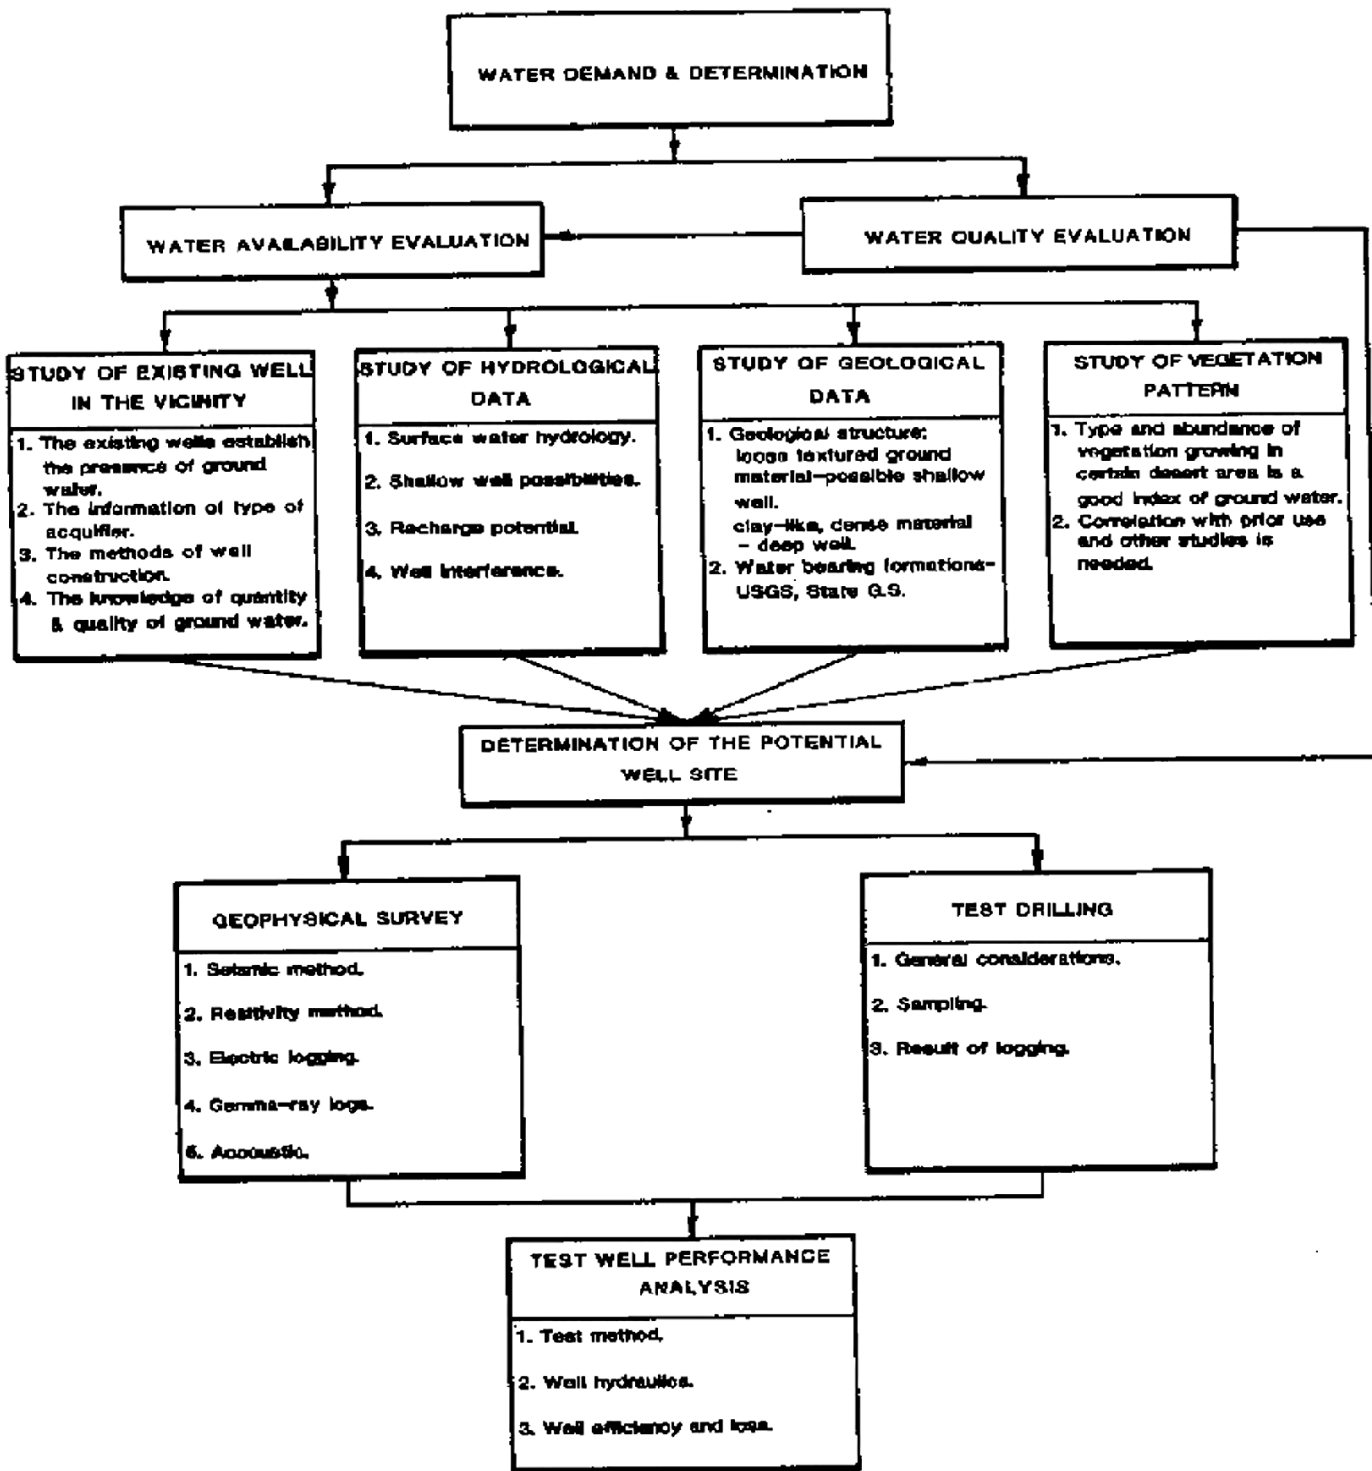 WATER DEMAND & DETERMINATION
WATER AVAILABILITY EVALUATION
WATER QUALITY EVALUATION
STUDY OF EXISTING WELL
IN THE VICINITY
1. The existing wells establish
the presence of ground
water.
2. The information of type of
acquifier.
3. The methods of well
construction.
4. The knowledge of quantity
& quality of ground water.
STUDY OF HYDROLOGICAL
DATA
1. Surface water hydrology.
2. Shallow well possibilities.
3. Recharge potential.
4. Well interference.
STUDY OF GEOLOGICAL
DATA
1. Geological structure:
loose textured ground
material-possible shallow
well.
clay-like, dense material
- deep well.
2. Water bearing formations-
USGS, State G.S.
STUDY OF VEGETATION
PATTERN
1. Type and abundance of
vegetation growing in
certain desert area is a
good index of ground water.
2. Correlation with prior use
and other studies is
needed.
DETERMINATION OF THE POTENTIAL
WELL SITE
GEOPHYSICAL SURVEY
1. Seismic method.
2. Resitivity method.
3. Electric logging.
4. Gamma-ray logs.
5. Accoustic.
TEST DRILLING
1. General considerations.
2. Sampling.
3. Result of logging.
TEST WELL PERFORMANCE
ANALYSIS
1. Test method.
2. Well hydraulics.
3. Well efficiency and loss.